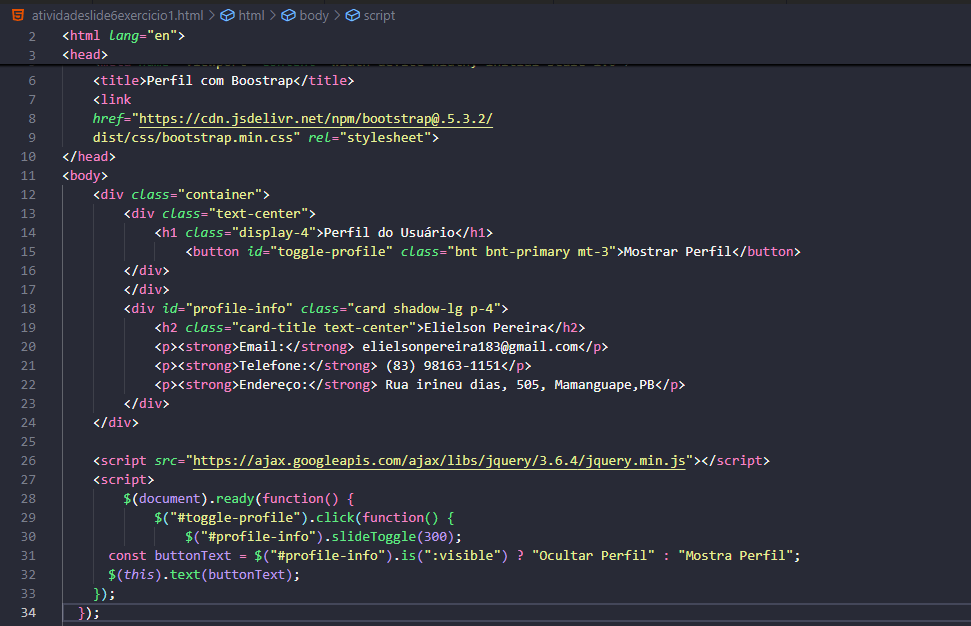 atividadeslide6exercicio1.html > html > body > script
2 <html lang="en">
3 <head>
6 <title>Perfil com Boostrap</title>
7 <link
8 href="https://cdn.jsdelivr.net/npm/bootstrap@.5.3.2/
9 dist/css/bootstrap.min.css" rel="stylesheet">
10 </head>
11 <body>
12 <div class="container">
13 <div class="text-center">
14 <h1 class="display-4">Perfil do Usuário</h1>
15 <button id="toggle-profile" class="bnt bnt-primary mt-3">Mostrar Perfil</button>
16 </div>
17 </div>
18 <div id="profile-info" class="card shadow-lg p-4">
19 <h2 class="card-title text-center">Elielson Pereira</h2>
20 <p><strong>Email:</strong> elielsonpereira183@gmail.com</p>
21 <p><strong>Telefone:</strong> (83) 98163-1151</p>
22 <p><strong>Endereço:</strong> Rua irineu dias, 505, Mamanguape,PB</p>
23 </div>
24 </div>
25
26 <script src="https://ajax.googleapis.com/ajax/libs/jquery/3.6.4/jquery.min.js"></script>
27 <script>
28 $(document).ready(function() {
29 $("#toggle-profile").click(function() {
30 $("#profile-info").slideToggle(300);
31 const buttonText = $("#profile-info").is(":visible") ? "Ocultar Perfil" : "Mostra Perfil";
32 $(this).text(buttonText);
33 });
34 });